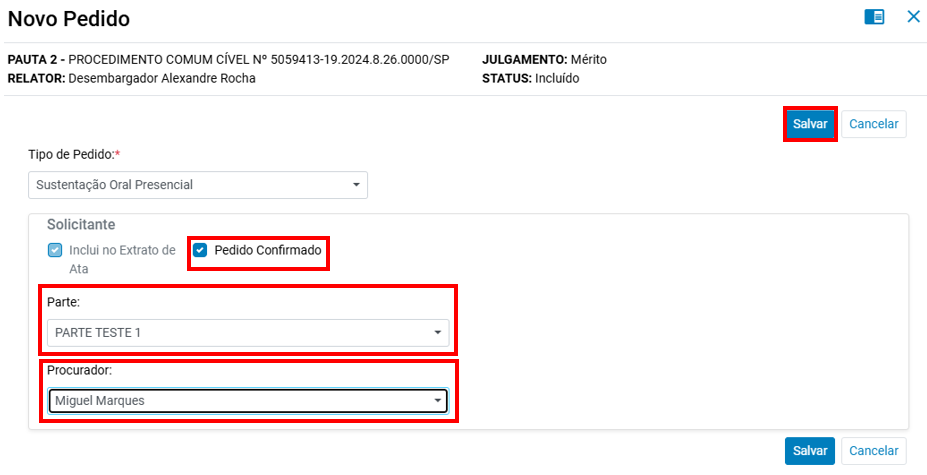 Novo Pedido
PAUTA 2 - PROCEDIMENTO COMUM CÍVEL Nº 5059413-19.2024.8.26.0000/SP
JULGAMENTO: Mérito
RELATOR: Desembargador Alexandre Rocha
STATUS: Incluído
Salvar
Cancelar
Tipo de Pedido:*
Sustentação Oral Presencial
Solicitante
Inclui no Extrato de
Ata
Pedido Confirmado
Parte:
PARTE TESTE 1
Procurador:
Miguel Marques
Salvar
Cancelar